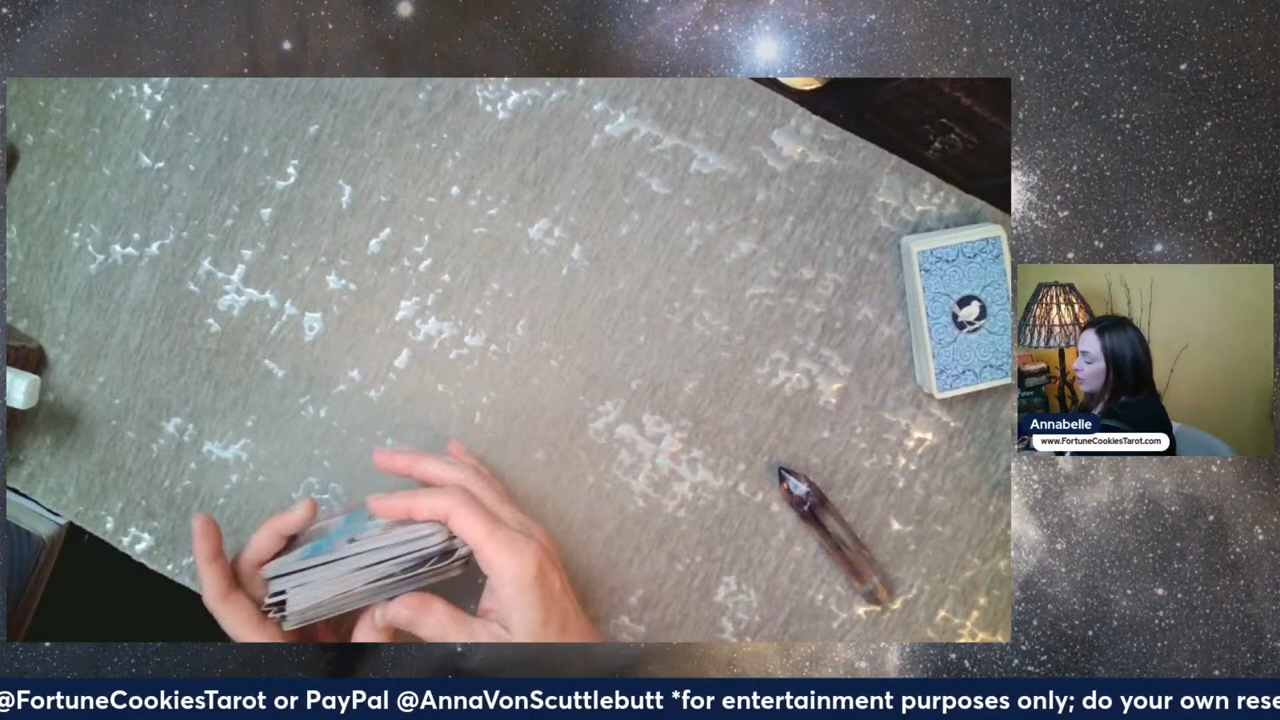 Annabelle
www.FortuneCookiesTarot.com
@FortuneCookiesTarot or PayPal @AnnaVonScuttlebutt *for entertainment purposes only; do your own rese